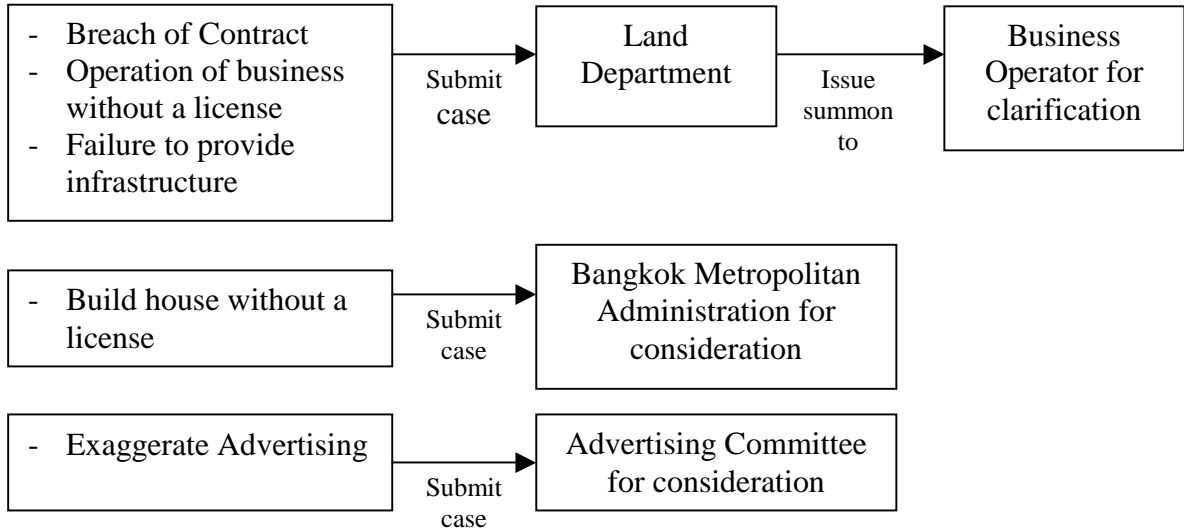 - Breach of Contract
- Operation of business
without a license
- Failure to provide
infrastructure
Submit
case
Land
Department
Issue
summon
to
Business
Operator for
clarification
- Build house without a
license
Submit
case
Bangkok Metropolitan
Administration for
consideration
- Exaggerate Advertising
Submit
case
Advertising Committee
for consideration